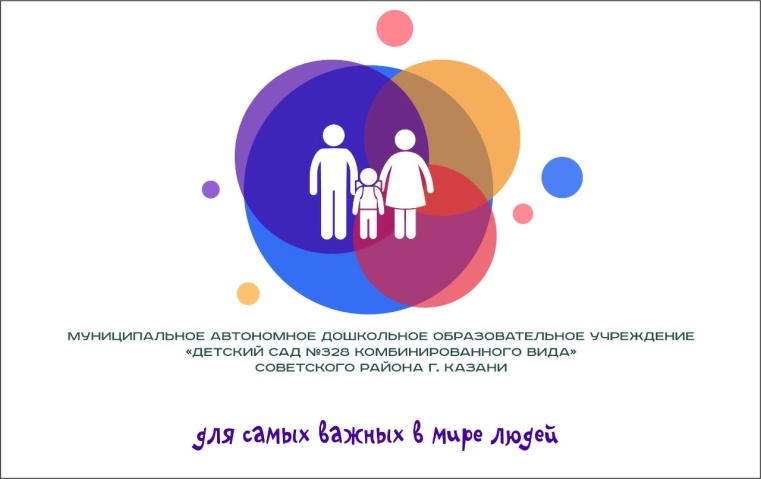 МУНИЦИПАЛЬНОЕ АВТОНОМНОЕ ДОШКОЛЬНОЕ ОБРАЗОВАТЕЛЬНОЕ УЧРЕЖДЕНИЕ
«ДЕТСКИЙ САД №328 КОМБИНИРОВАННОГО ВИДА»
СОВЕТСКОГО РАЙОНА Г. КАЗАНИ
для самых важных в мире людей